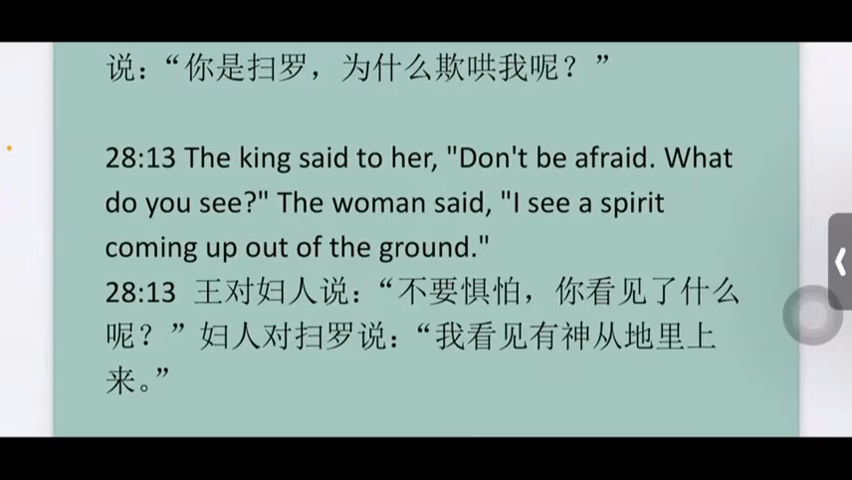 说：“你是扫罗，为什么欺哄我呢？”
28:13 The king said to her, "Don't be afraid. What
do you see?" The woman said, "I see a spirit
coming up out of the ground."
28:13 王对妇人说：“不要惧怕，你看见了什么
呢？”妇人对扫罗说：“我看见有神从地里上
来。”